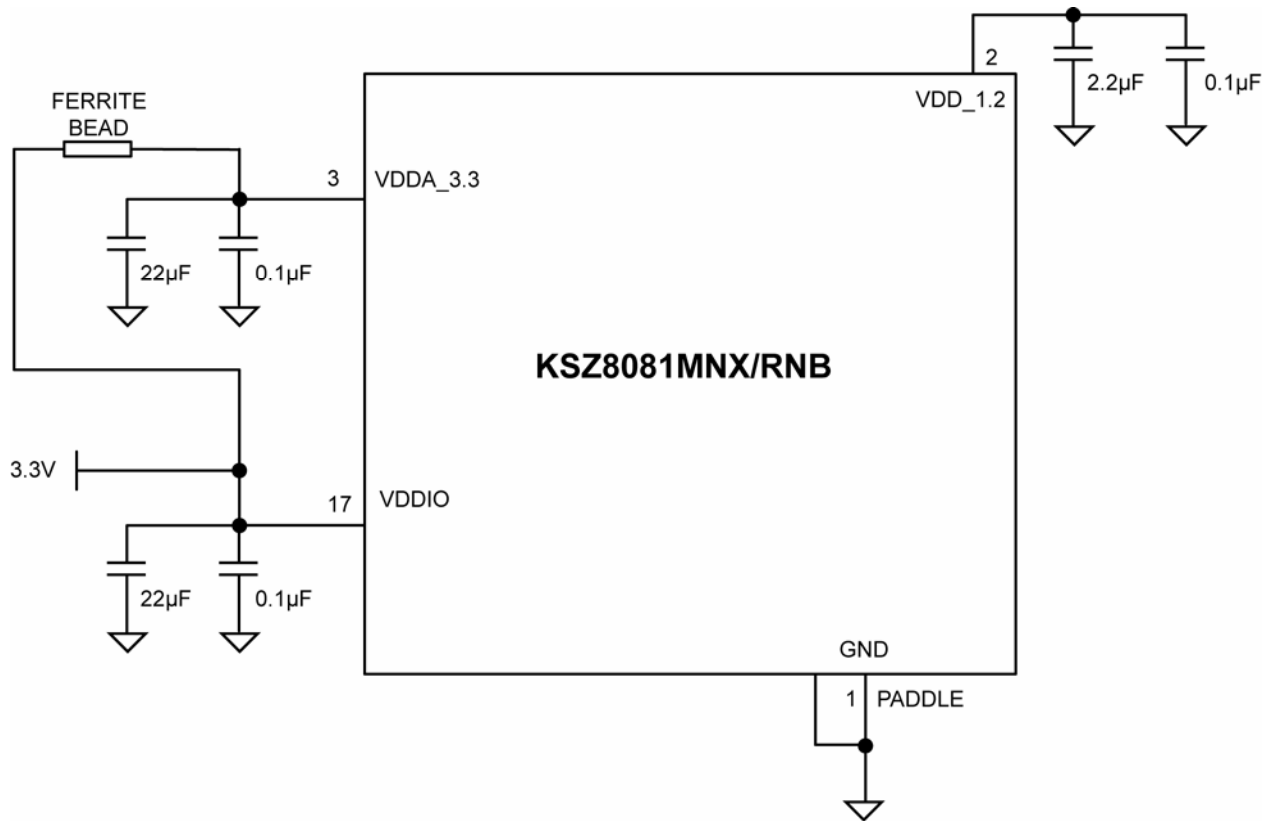 2
VDD_1.2
2.2µF
0.1µF
FERRITE
BEAD
3
VDDA_3.3
22µF
0.1µF
KSZ8081MNX/RNB
3.3V
17
VDDIO
22µF
0.1µF
GND
1
PADDLE